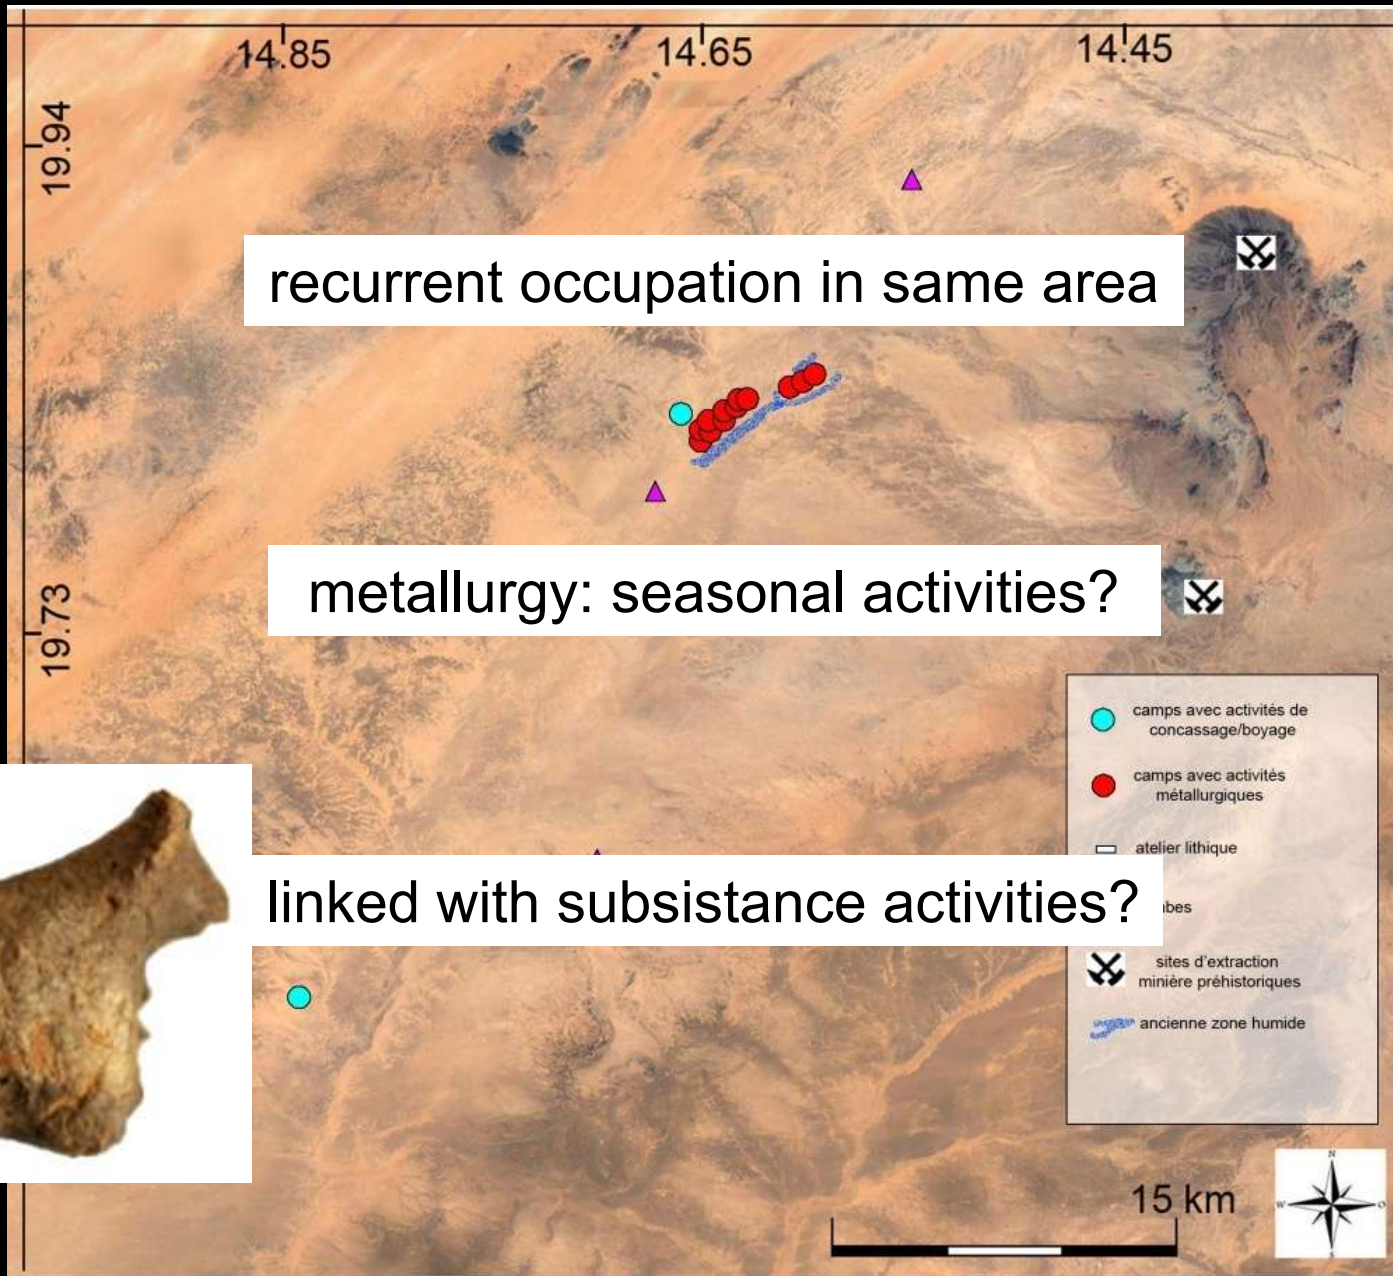 14.85
14.65
14.45
19.94
recurrent occupation in same area
metallurgy: seasonal activities?
19.73
camps avec activités de
concassage/boyage
camps avec activités
métallurgiques
atelier lithique
linked with subsistance activities?
bes
sites d'extraction
minière préhistoriques
ancienne zone humide
15 km
N
W
O
S